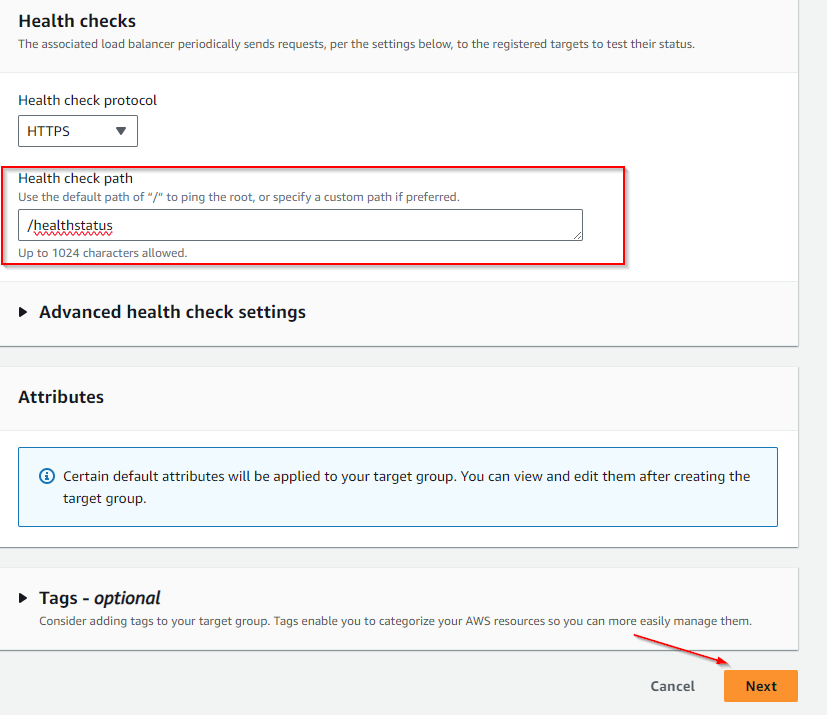 Health checks
The associated load balancer periodically sends requests, per the settings below, to the registered targets to test their status.
Health check protocol
HTTPS
Health check path
Use the default path of “/” to ping the root, or specify a custom path if preferred.
/healthstatus
Up to 1024 characters allowed.
Advanced health check settings
Attributes
Certain default attributes will be applied to your target group. You can view and edit them after creating the
target group.
Tags - optional
Consider adding tags to your target group. Tags enable you to categorize your AWS resources so you can more easily manage them.
Cancel Next